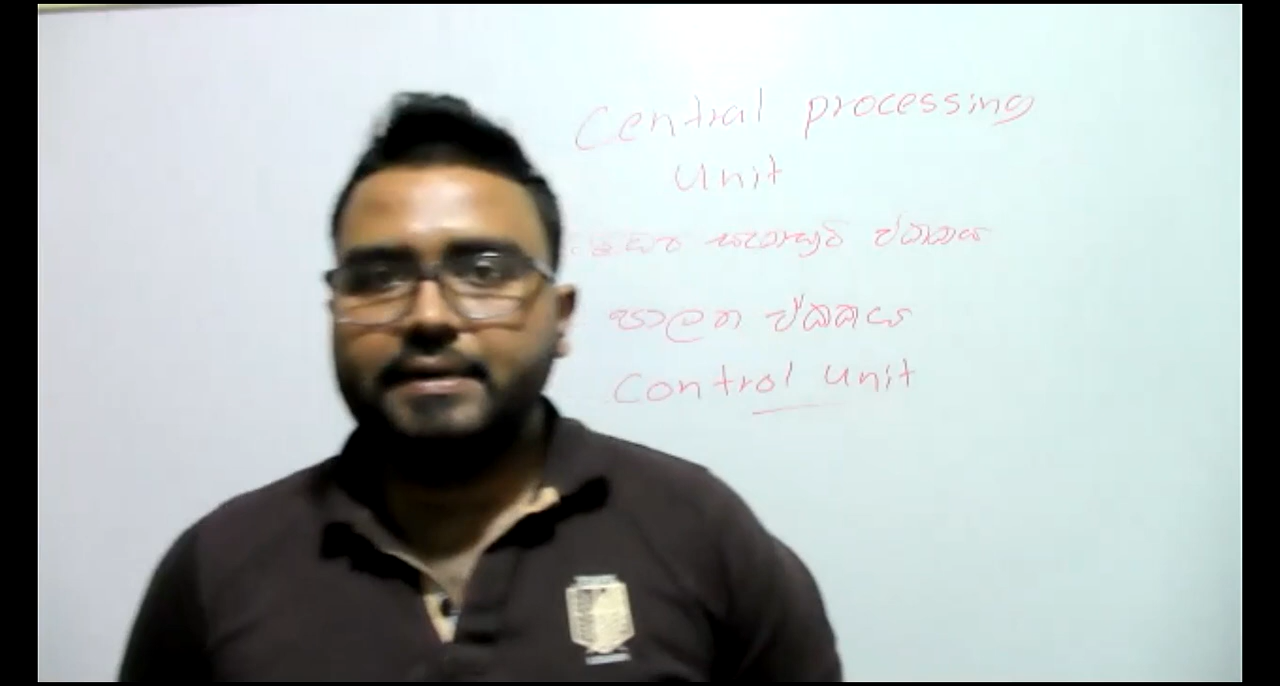 Central processing
unit
සැකසුම් ඒකකය
පාලන ඒකකය
control unit